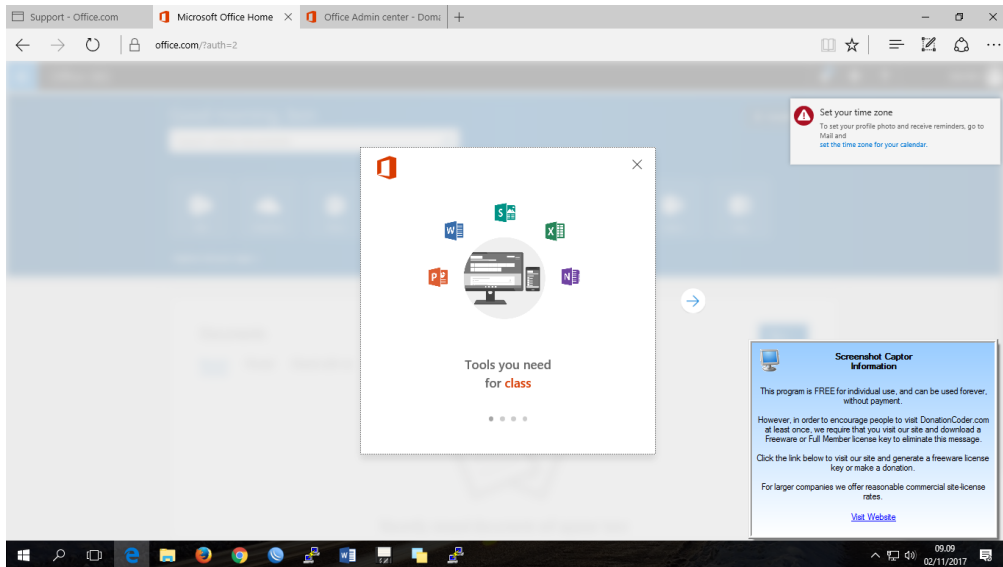 Support - Office.com
Microsoft Office Home
Office Admin center - Doma
office.com/?auth=2
Set your time zone
To set your profile photo and receive reminders, go to
Mail and
set the time zone for your calendar.
S
W
X
P
N
Tools you need
for class
Screenshot Captor
Information
This program is FREE for individual use, and can be used forever,
without payment.
However, in order to encourage people to visit DonationCoder.com
at least once, we require that you visit our site and download a
Freeware or Full Member license key to eliminate this message.
Click the link below to visit our site and generate a freeware license
key or make a donation.
For larger companies we offer reasonable commercial site-license
rates.
Visit Website
09.09
02/11/2017